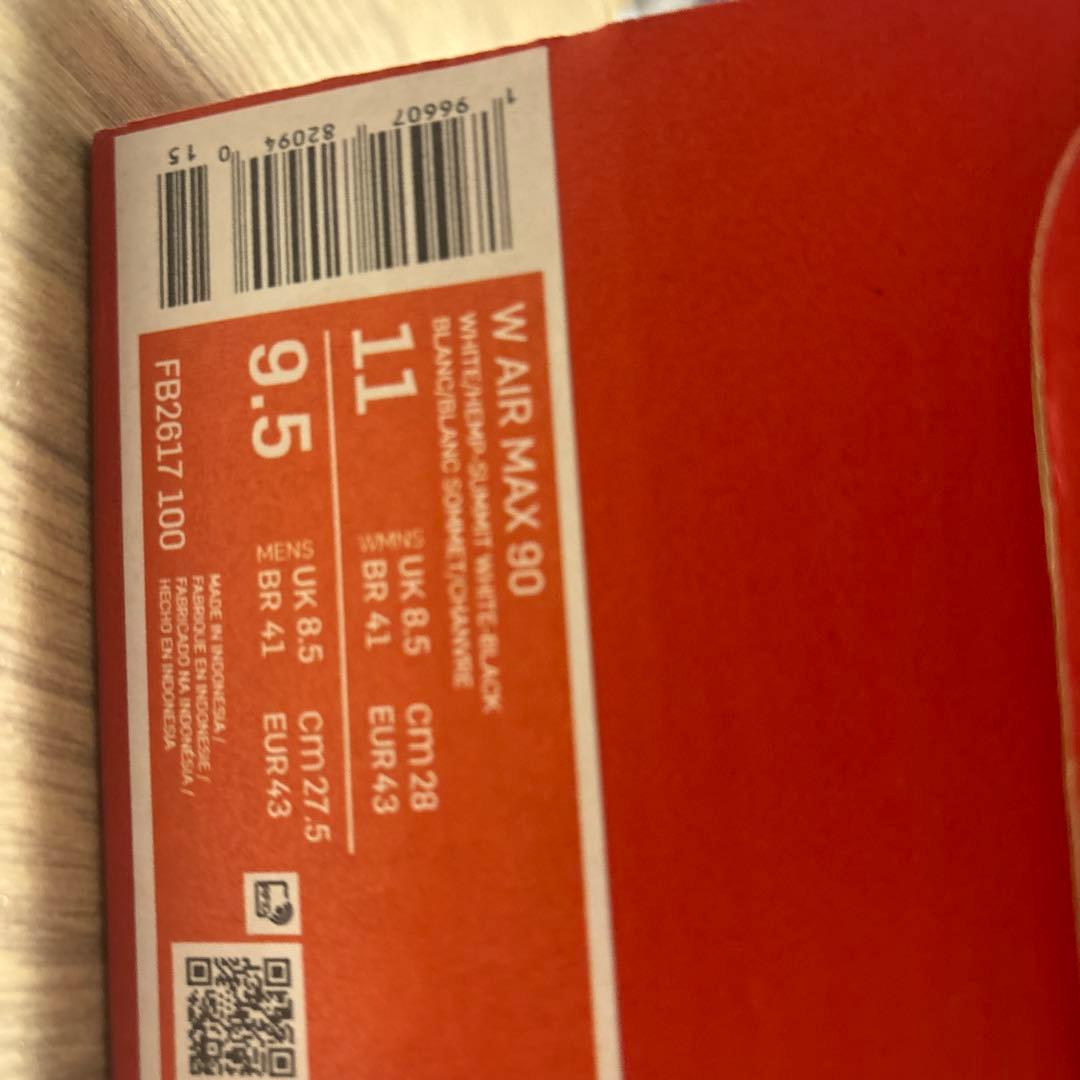 W AIR MAX 90
WHITE/HEMP-SUMMIT WHITE-BLACK
BLANC/BLANC SOMMET/CHANVRE
11
WMNS
UK 8.5 cm 28
BR 41 EUR 43
9.5
MENS
UK 8.5 cm 27.5
BR 41 EUR 43
FB2617 100
MADE IN INDONESIA /
FABRIQUE EN INDONESIE /
FABRICADO NA INDONÉSIA /
HECHO EN INDONESIA
1 96607 82094 0 15